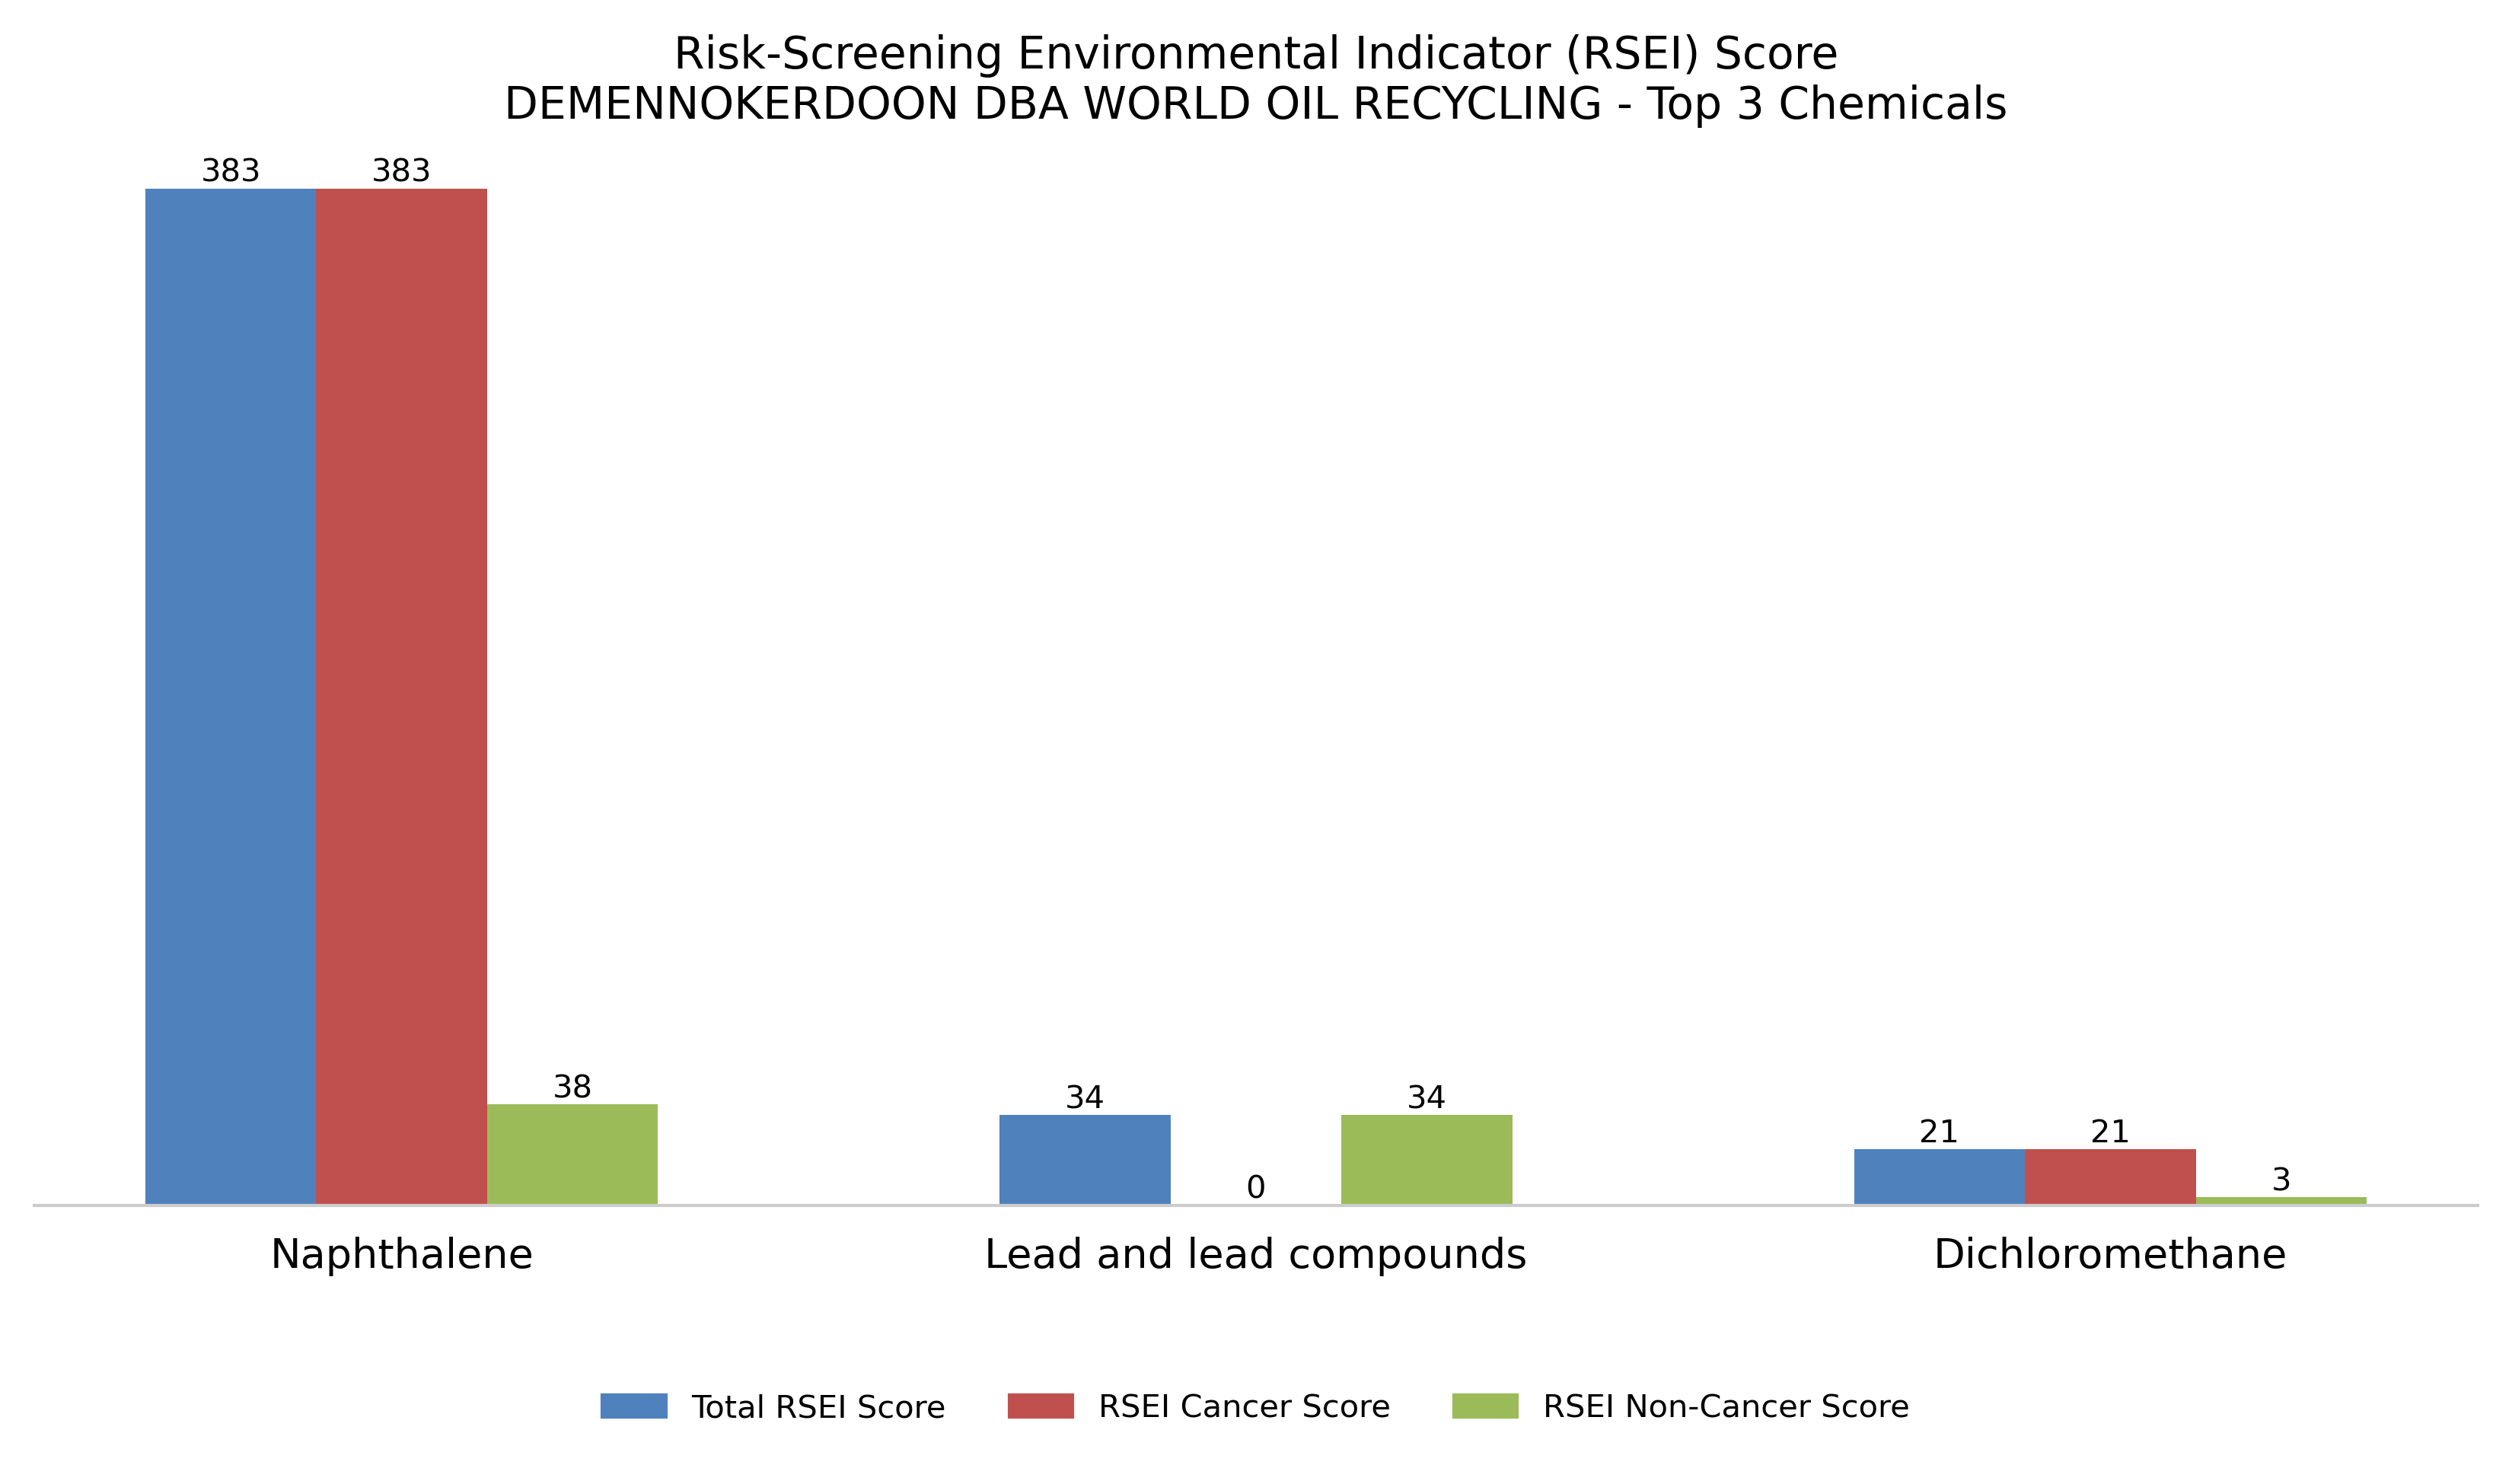 Risk-Screening Environmental Indicator (RSEI) Score
DEMENNOKERDOON DBA WORLD OIL RECYCLING - Top 3 Chemicals
383 383
38
34 0 34
21 21 3
Naphthalene Lead and lead compounds Dichloromethane
Total RSEI Score RSEI Cancer Score RSEI Non-Cancer Score